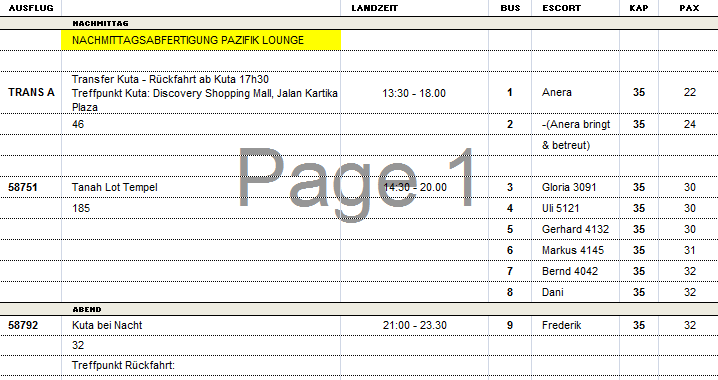 AUSFLUG LANDZEIT BUS ESCORT KAP PAX
NACHMITTAG
NACHMITTAGSABFERTIGUNG PAZIFIK LOUNGE
Transfer Kuta - Rückfahrt ab Kuta 17h30
TRANS A Treffpunkt Kuta: Discovery Shopping Mall, Jalan Kartika 13:30 - 18.00 1 Anera 35 22
Plaza
46 2 -(Anera bringt 35 24
& betreut)
Page 1
58751 Tanah Lot Tempel 14:30 - 20.00 3 Gloria 3091 35 30
185 4 Uli 5121 35 30
5 Gerhard 4132 35 30
6 Markus 4145 35 31
7 Bernd 4042 35 32
8 Dani 35 32
ABEND
58792 Kuta bei Nacht 21:00 - 23.30 9 Frederik 35 32
32
Treffpunkt Rückfahrt: